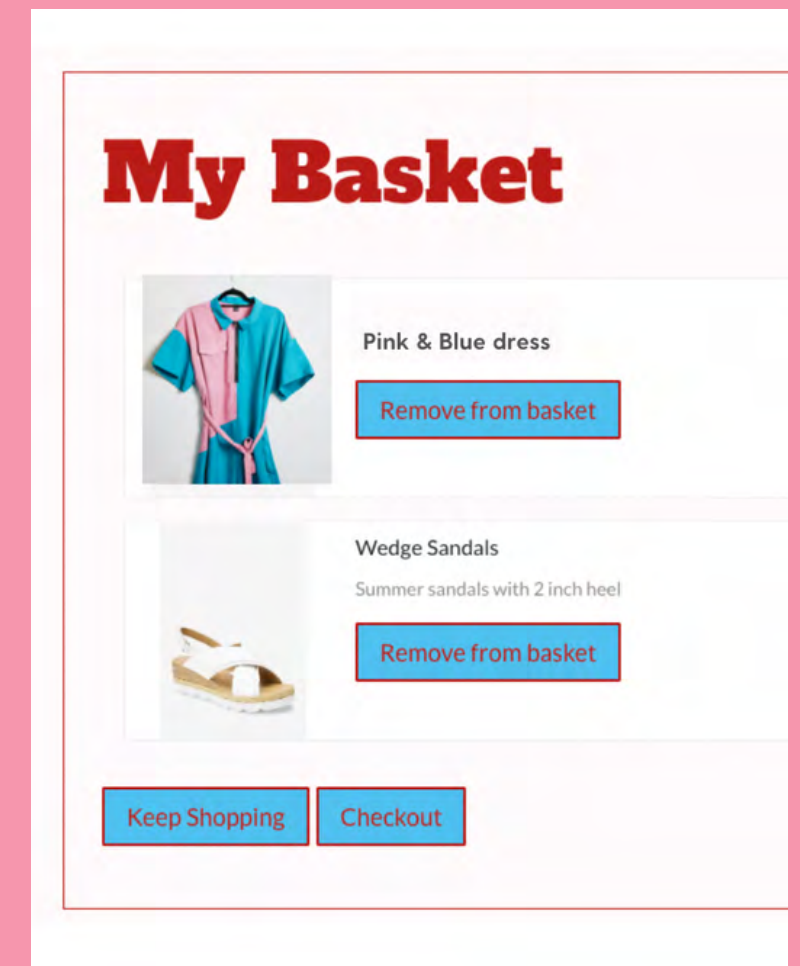 My Basket
Pink & Blue dress
Remove from basket
Wedge Sandals
Summer sandals with 2 inch heel
Remove from basket
Keep Shopping
Checkout